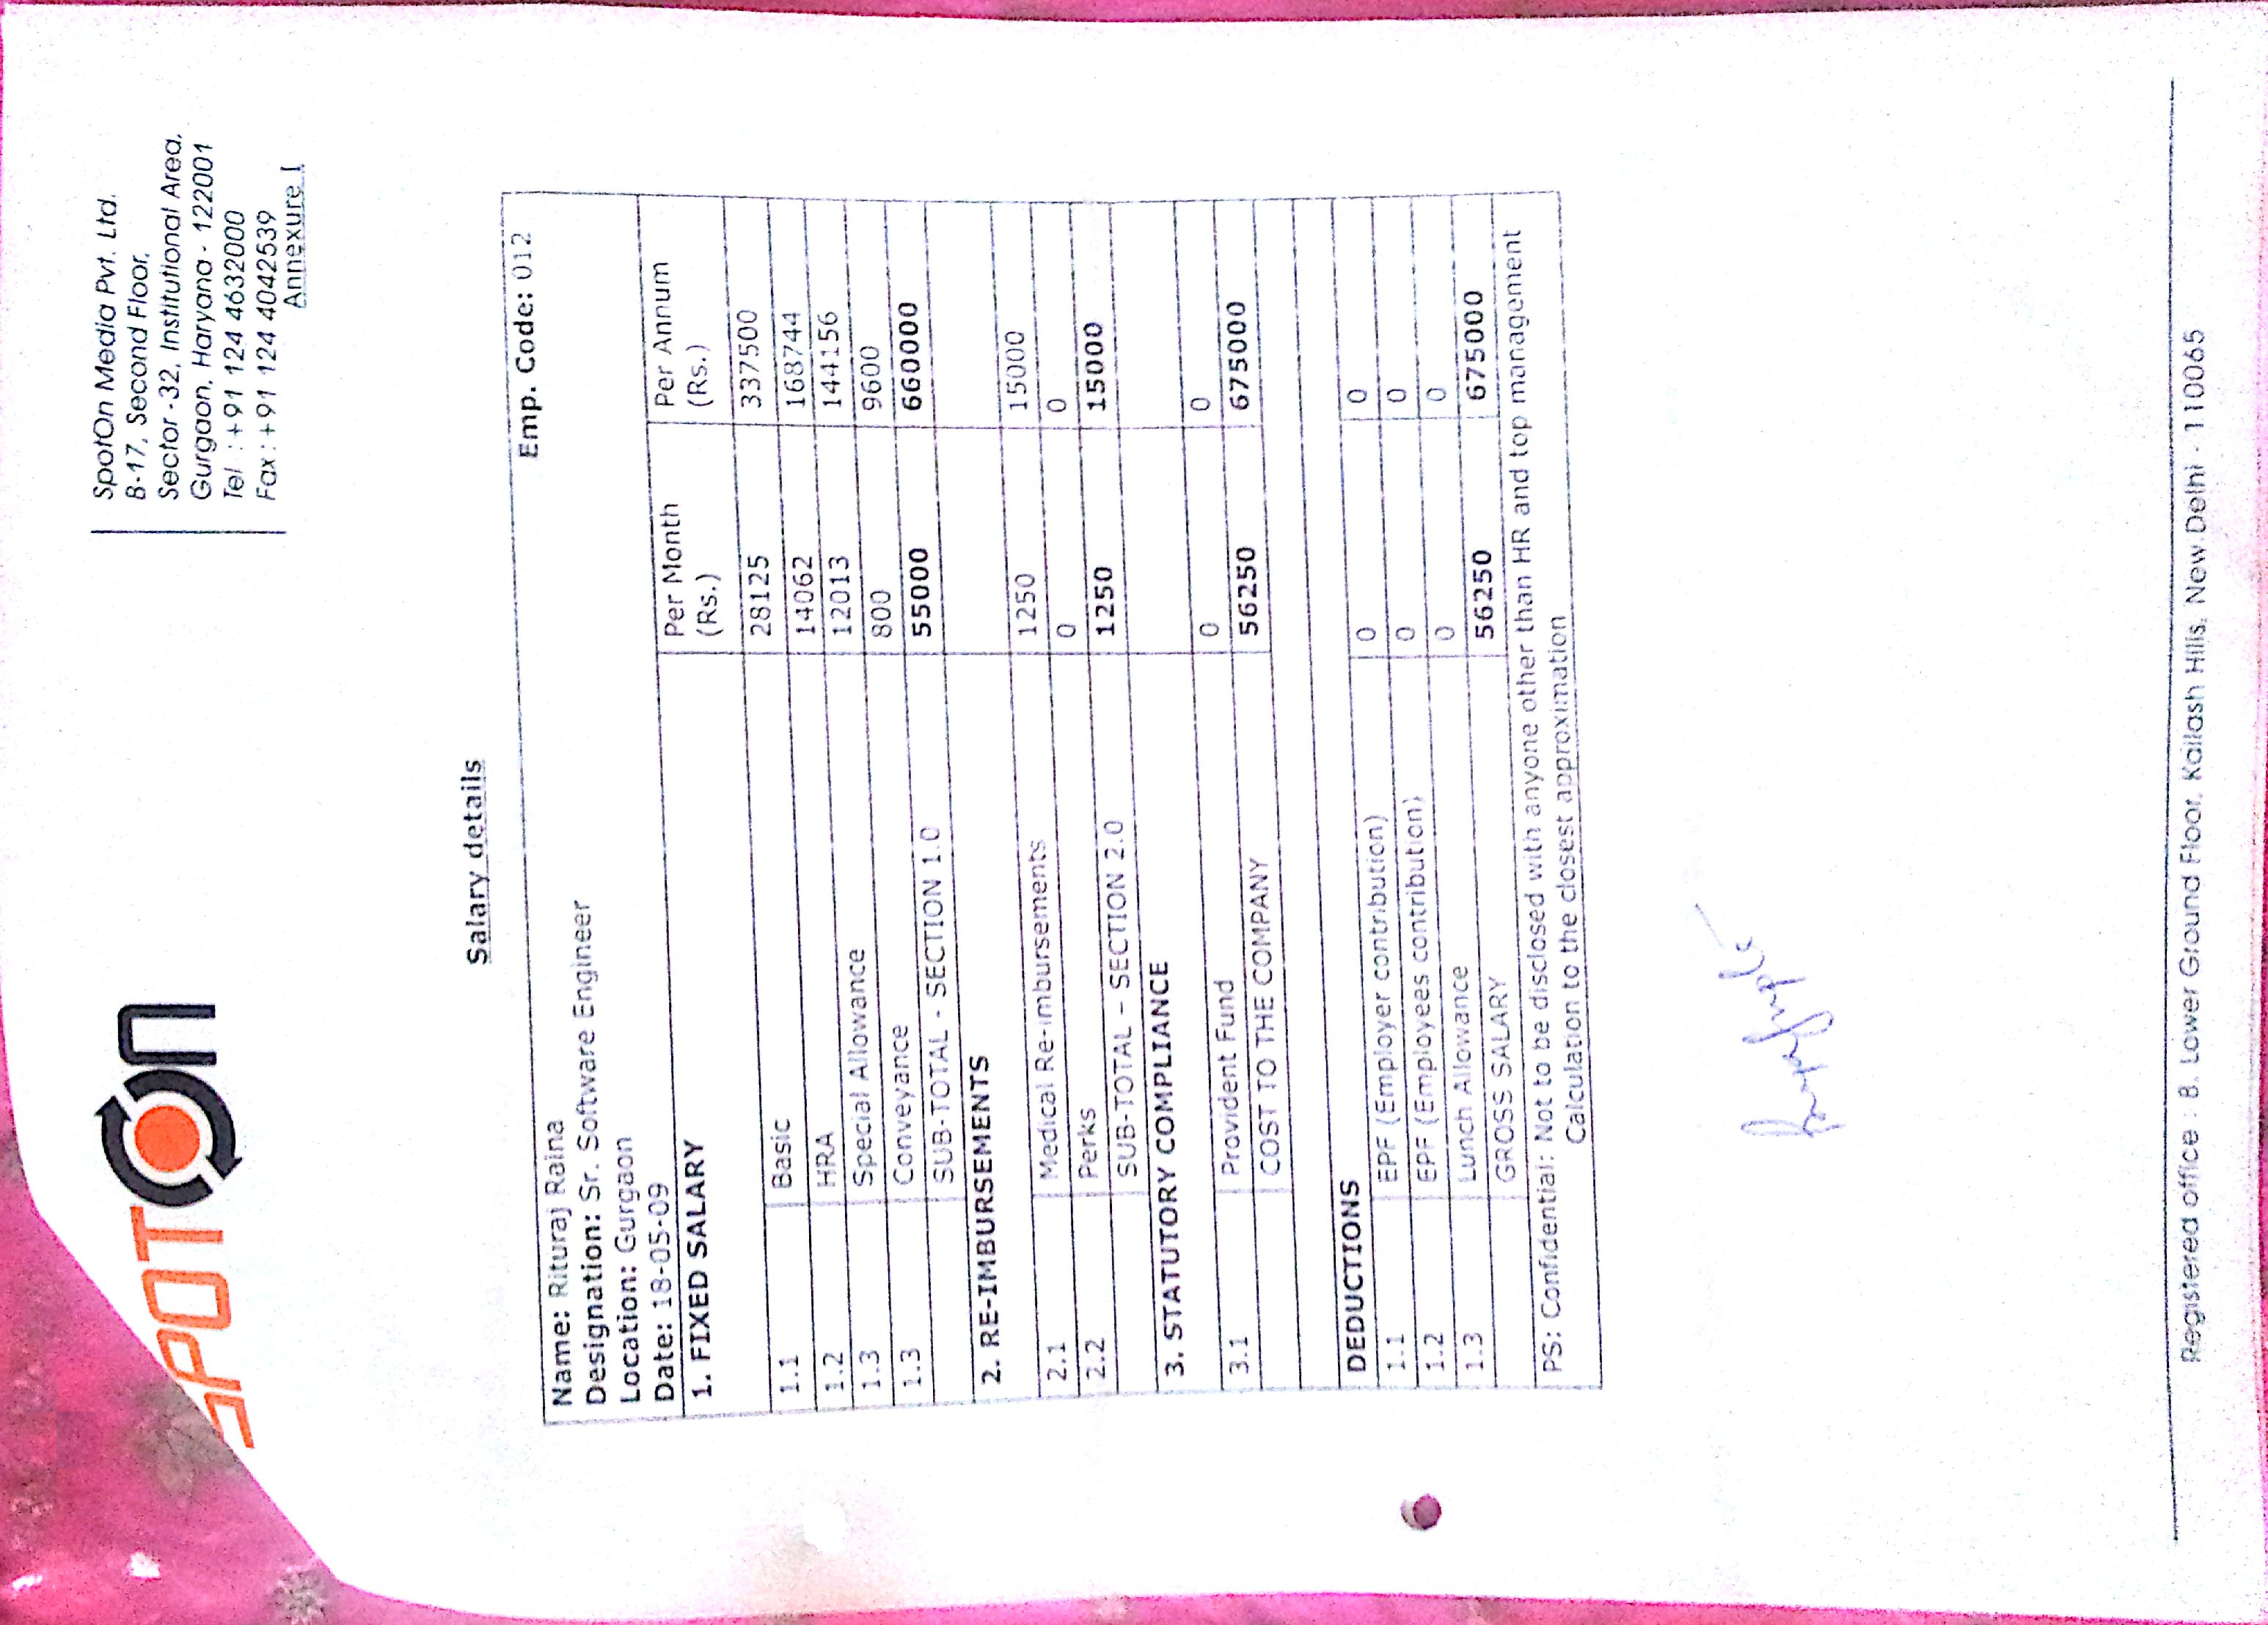 SPOTON
SpotOn Media Pvt. Ltd.
B-17, Second Floor,
Sector -32, Institutional Area,
Gurgaon, Haryana - 122001
Tel : +91 124 4632000
Fax : +91 124 4042539
Annexure I
Salary details
Name: Rituraj Raina Emp. Code: 012
Designation: Sr. Software Engineer
Location: Gurgaon
Date: 18-05-09
1. FIXED SALARY Per Month (Rs.) Per Annum (Rs.)
1.1 Basic 28125 337500
1.2 HRA 14062 168744
1.3 Special Allowance 12013 144156
1.3 Conveyance 800 9600
SUB-TOTAL - SECTION 1.0 55000 660000
2. RE-IMBURSEMENTS
2.1 Medical Re-imbursements 1250 15000
2.2 Perks 0 0
SUB-TOTAL – SECTION 2.0 1250 15000
3. STATUTORY COMPLIANCE
3.1 Provident Fund 0 0
COST TO THE COMPANY 56250 675000
DEDUCTIONS
1.1 EPF (Employer contribution) 0 0
1.2 EPF (Employees contribution) 0 0
1.3 Lunch Allowance 0 0
GROSS SALARY 56250 675000
PS: Confidential: Not to be disclosed with anyone other than HR and top management
Calculation to the closest approximation
Registered office : 8, Lower Ground Floor, Kailash Hills, New Delhi - 110065